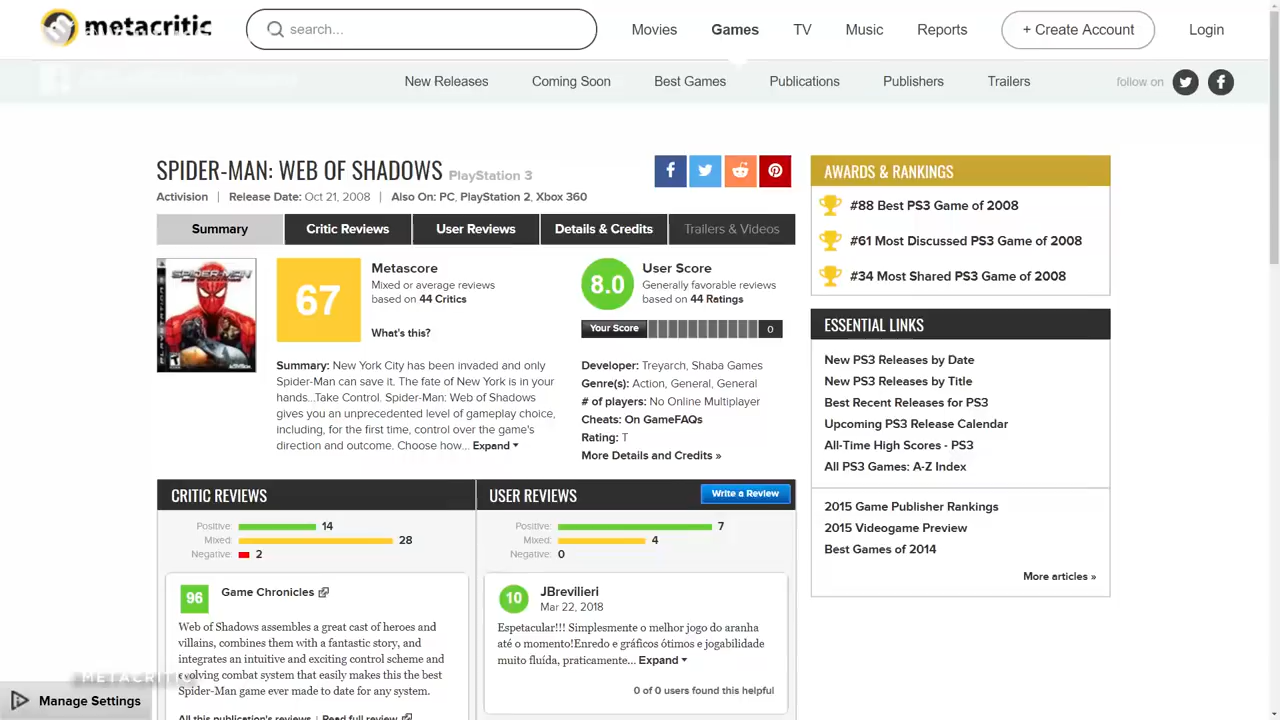 metacritic
search...
Movies
Games
TV
Music
Reports
+ Create Account
Login
New Releases
Coming Soon
Best Games
Publications
Publishers
Trailers
follow on
SPIDER-MAN: WEB OF SHADOWS PlayStation 3
Activision | Release Date: Oct 21, 2008 | Also On: PC, PlayStation 2, Xbox 360
Summary
Critic Reviews
User Reviews
Details & Credits
Trailers & Videos
67
Metascore
Mixed or average reviews
based on 44 Critics
What's this?
Summary: New York City has been invaded and only
Spider-Man can save it. The fate of New York is in your
hands...Take Control. Spider-Man: Web of Shadows
gives you an unprecedented level of gameplay choice,
including, for the first time, control over the game's
direction and outcome. Choose how... Expand
8.0
User Score
Generally favorable reviews
based on 44 Ratings
Your Score
0
Developer: Treyarch, Shaba Games
Genre(s): Action, General, General
# of players: No Online Multiplayer
Cheats: On GameFAQs
Rating: T
More Details and Credits »
CRITIC REVIEWS
Positive: 14
Mixed: 28
Negative: 2
96
Game Chronicles
Web of Shadows assembles a great cast of heroes and
villains, combines them with a fantastic story, and
integrates an intuitive and exciting control scheme and
evolving combat system that easily makes this the best
Spider-Man game ever made to date for any system.
All this publication's reviews | Read full review
USER REVIEWS
Write a Review
Positive: 7
Mixed: 4
Negative: 0
10
JBrevilieri
Mar 22, 2018
Espetacular!!! Simplesmente o melhor jogo do aranha
até o momento!Enredo e gráficos ótimos e jogabilidade
muito fluída, praticamente... Expand
0 of 0 users found this helpful
AWARDS & RANKINGS
#88 Best PS3 Game of 2008
#61 Most Discussed PS3 Game of 2008
#34 Most Shared PS3 Game of 2008
ESSENTIAL LINKS
New PS3 Releases by Date
New PS3 Releases by Title
Best Recent Releases for PS3
Upcoming PS3 Release Calendar
All-Time High Scores - PS3
All PS3 Games: A-Z Index
2015 Game Publisher Rankings
2015 Videogame Preview
Best Games of 2014
More articles »
METACRITIC
Manage Settings